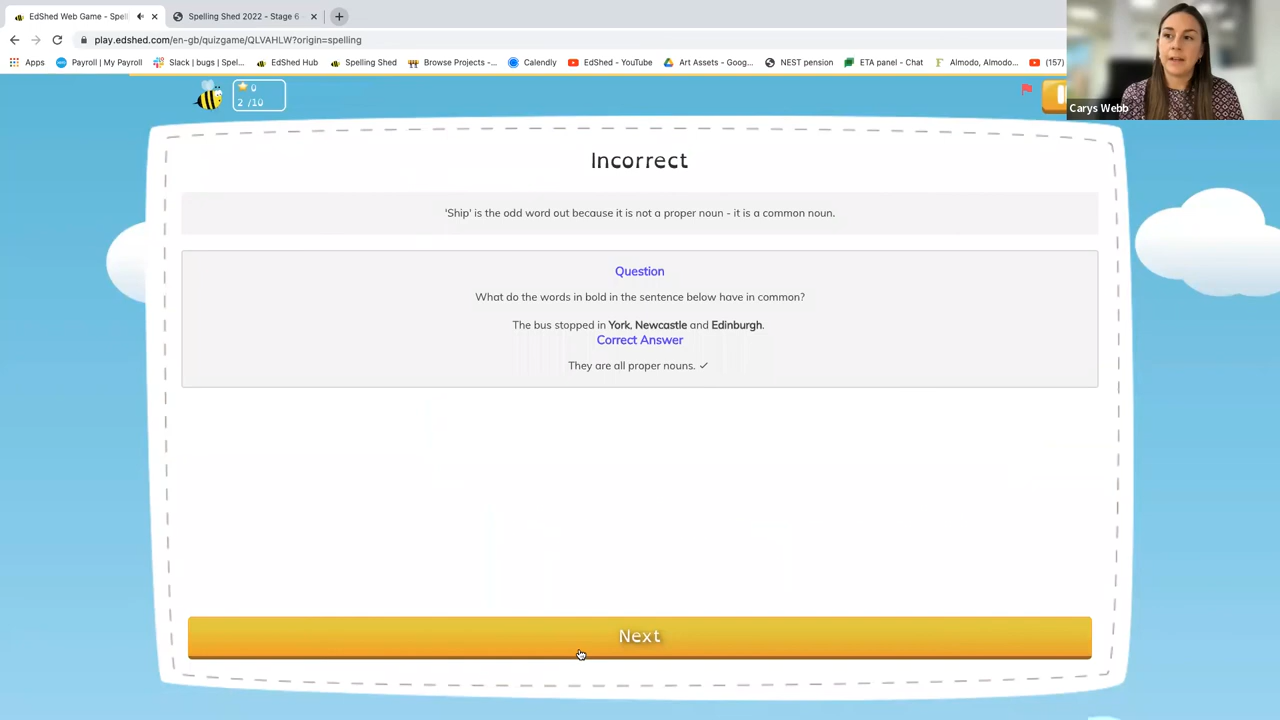 EdShed Web Game - Spel
Spelling Shed 2022 - Stage 6
play.edshed.com/en-gb/quizgame/QLVAHLW?origin=spelling
Apps Payroll | My Payroll Slack | bugs | Spel... EdShed Hub Spelling Shed Browse Projects -... Calendly EdShed - YouTube Art Assets - Goog... NEST pension ETA panel - Chat Almodo, Almodo... (157)
0
2 /10
Carys Webb
Incorrect
'Ship' is the odd word out because it is not a proper noun - it is a common noun.
Question
What do the words in bold in the sentence below have in common?
The bus stopped in York, Newcastle and Edinburgh.
Correct Answer
They are all proper nouns. ✓
Next